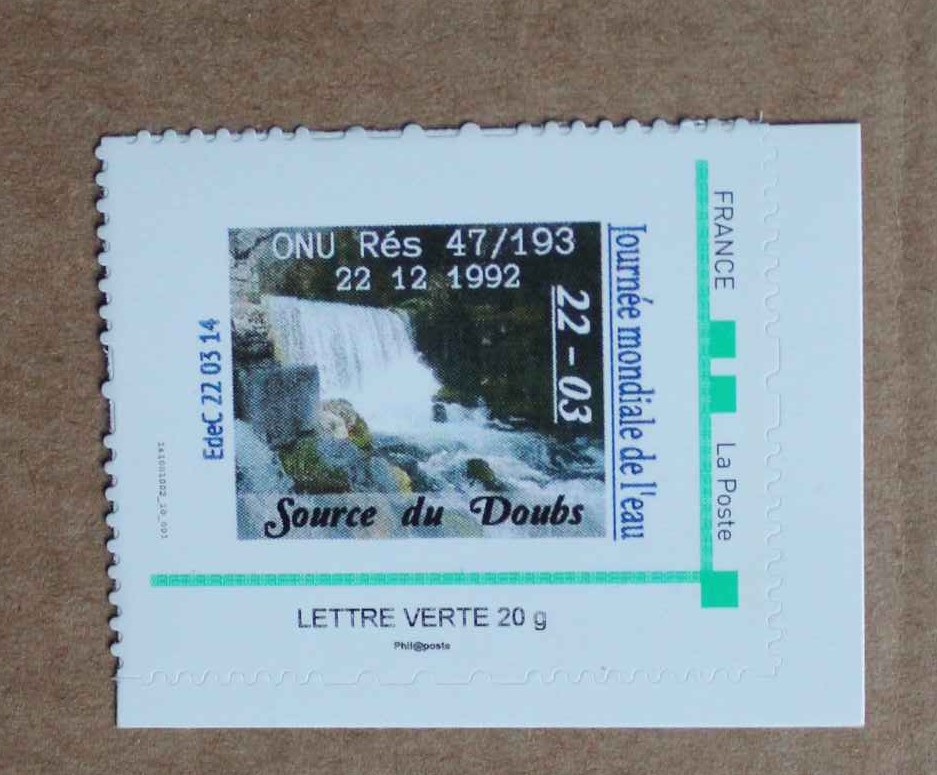 ONU Rés 47/193
22 12 1992
22 - 03
Journée mondiale de l'eau
EdeC 22 03 14
Source du Doubs
FRANCE
La Poste
LETTRE VERTE 20 g
Phil@poste